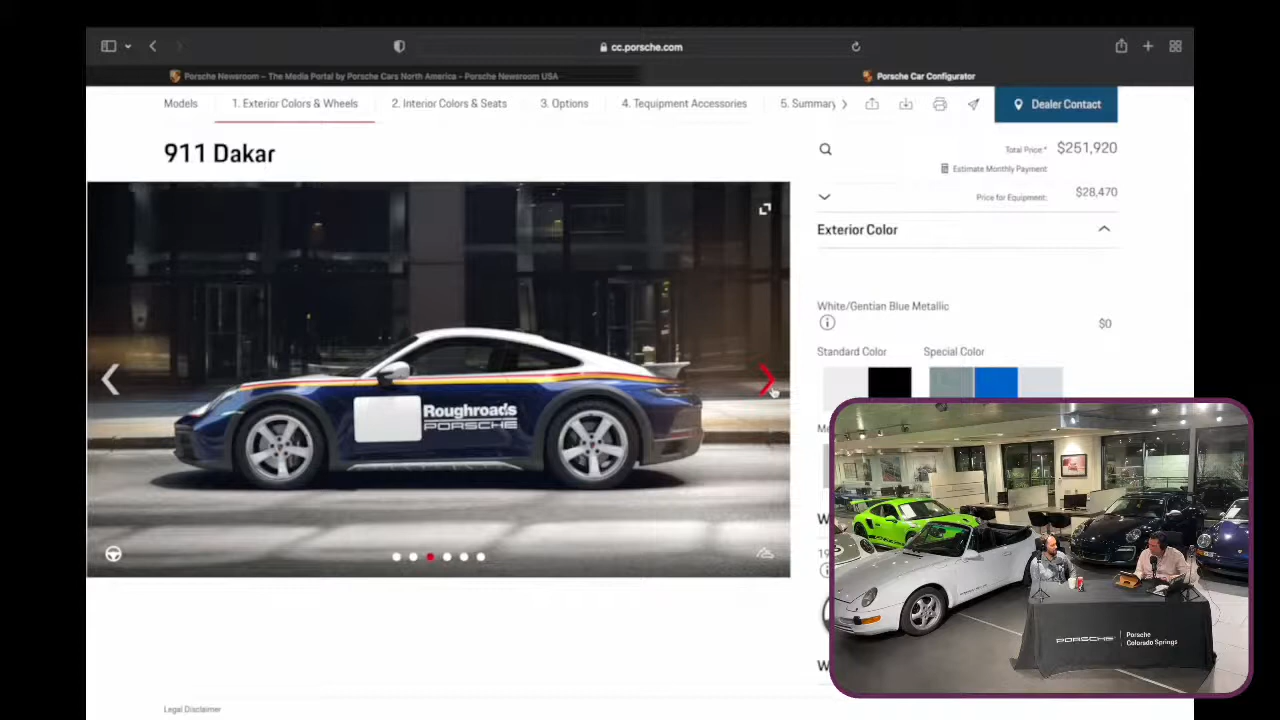 cc.porsche.com
Porsche Newsroom – The Media Portal by Porsche Cars North America - Porsche Newsroom USA
Porsche Car Configurator
Models
1. Exterior Colors & Wheels
2. Interior Colors & Seats
3. Options
4. Tequipment Accessories
5. Summary
Dealer Contact
911 Dakar
Total Price:* $251,920
Estimate Monthly Payment
Price for Equipment: $28,470
Exterior Color
White/Gentian Blue Metallic
$0
Standard Color
Special Color
Roughroads
PORSCHE
PORSCHE
Porsche
Colorado Springs
Legal Disclaimer